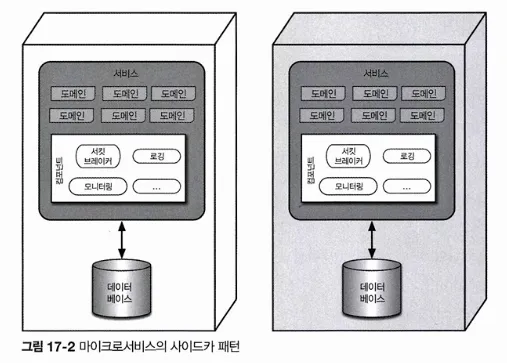 서비스
도메인 도메인 도메인
도메인 도메인 도메인
컴포넌트
서킷
브레이커
로깅
모니터링
...
데이터
베이스
서비스
도메인 도메인 도메인
도메인 도메인 도메인
컴포넌트
서킷
브레이커
로깅
모니터링
...
데이터
베이스
그림 17-2 마이크로서비스의 사이드카 패턴